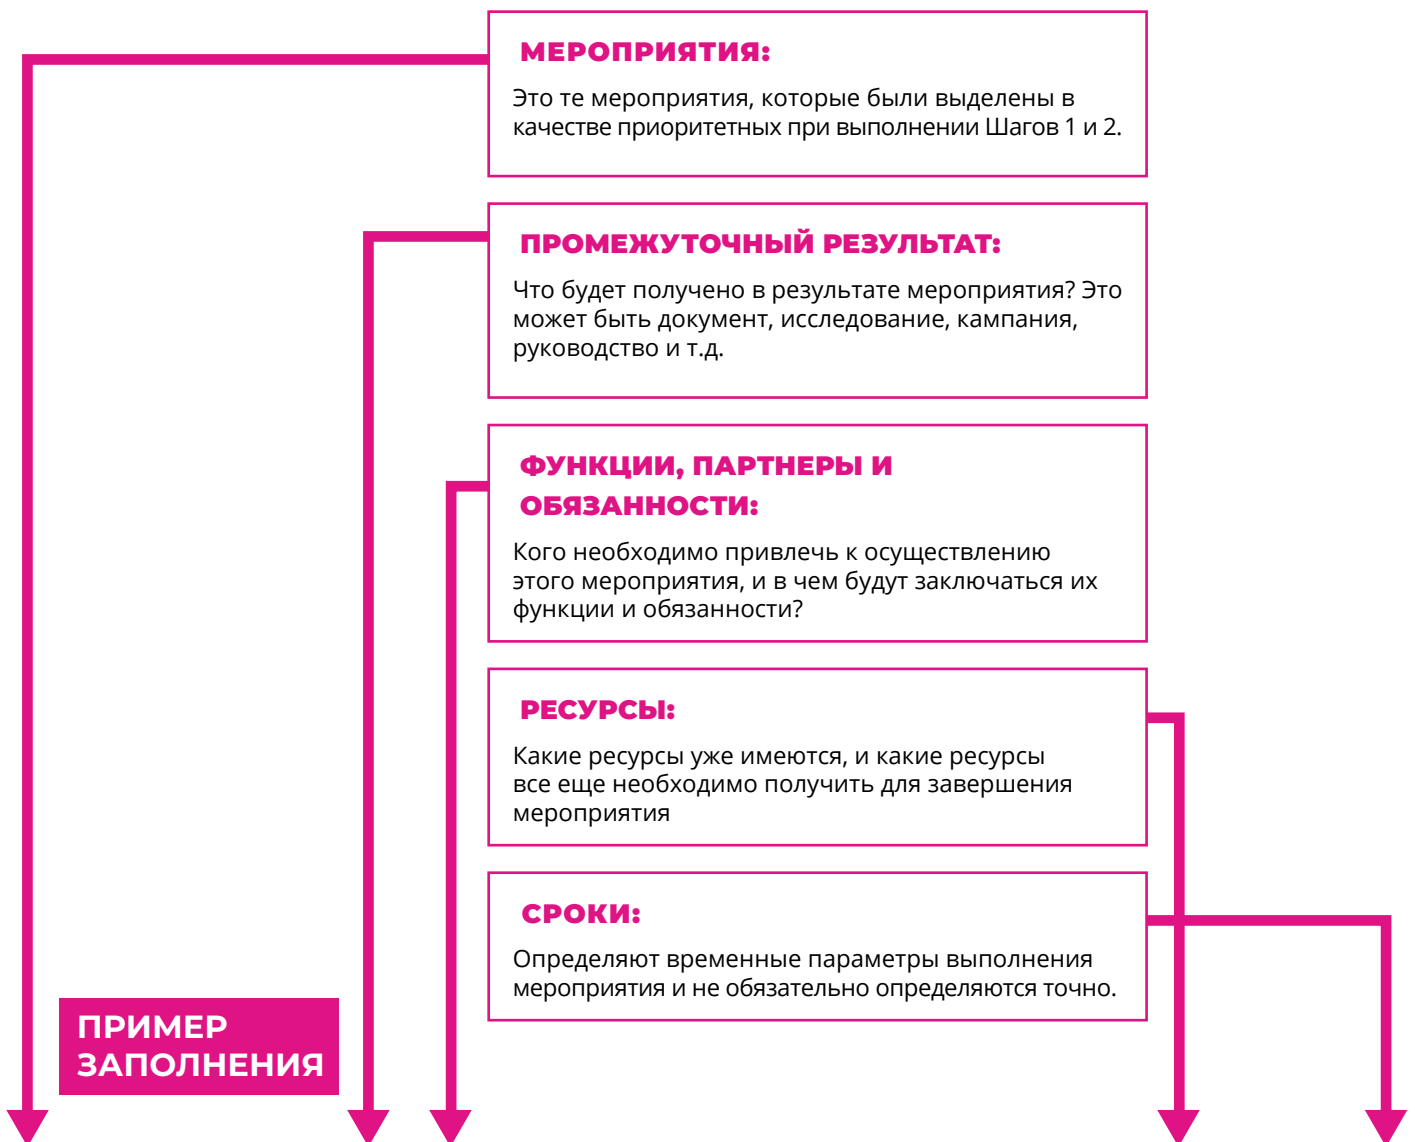 МЕРОПРИЯТИЯ:
Это те мероприятия, которые были выделены в
качестве приоритетных при выполнении Шагов 1 и 2.
ПРОМЕЖУТОЧНЫЙ РЕЗУЛЬТАТ:
Что будет получено в результате мероприятия? Это
может быть документ, исследование, кампания,
руководство и т.д.
ФУНКЦИИ, ПАРТНЕРЫ И
ОБЯЗАННОСТИ:
Кого необходимо привлечь к осуществлению
этого мероприятия, и в чем будут заключаться их
функции и обязанности?
РЕСУРСЫ:
Какие ресурсы уже имеются, и какие ресурсы
все еще необходимо получить для завершения
мероприятия
СРОКИ:
Определяют временные параметры выполнения
мероприятия и не обязательно определяются точно.
ПРИМЕР
ЗАПОЛНЕНИЯ